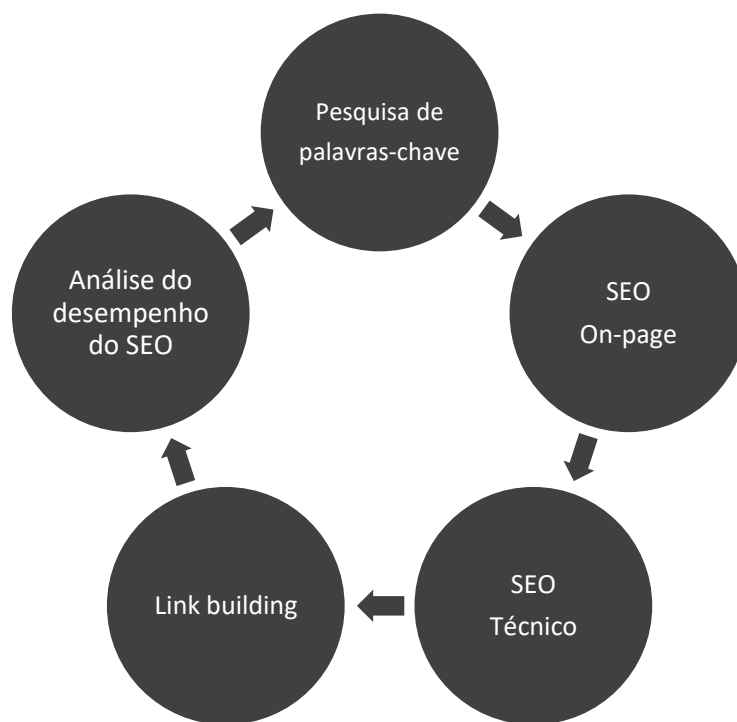 Pesquisa de
palavras-chave
SEO
On-page
SEO
Técnico
Link building
Análise do
desempenho
do SEO